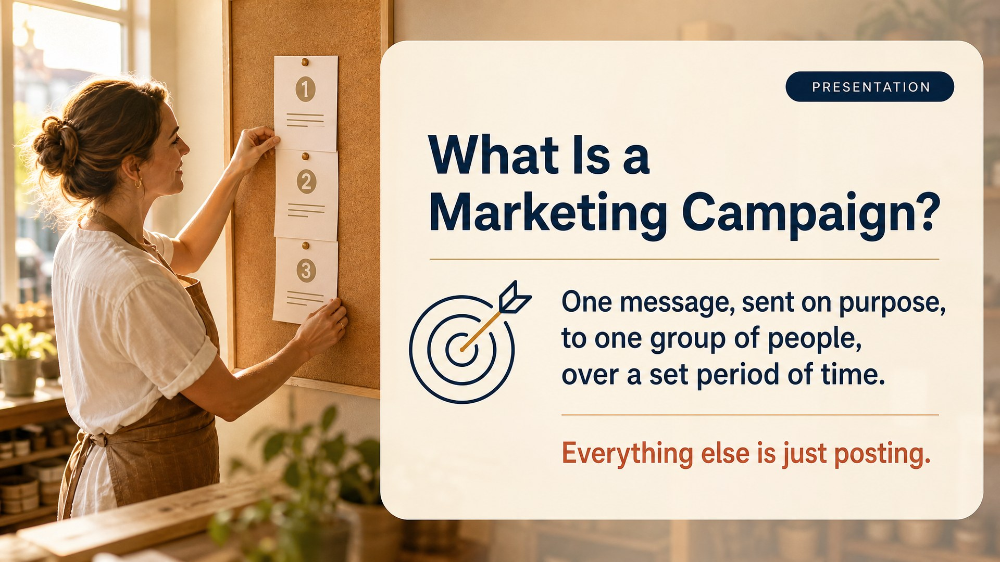 1
2
3
PRESENTATION
What Is a
Marketing Campaign?
One message, sent on purpose,
to one group of people,
over a set period of time.
Everything else is just posting.